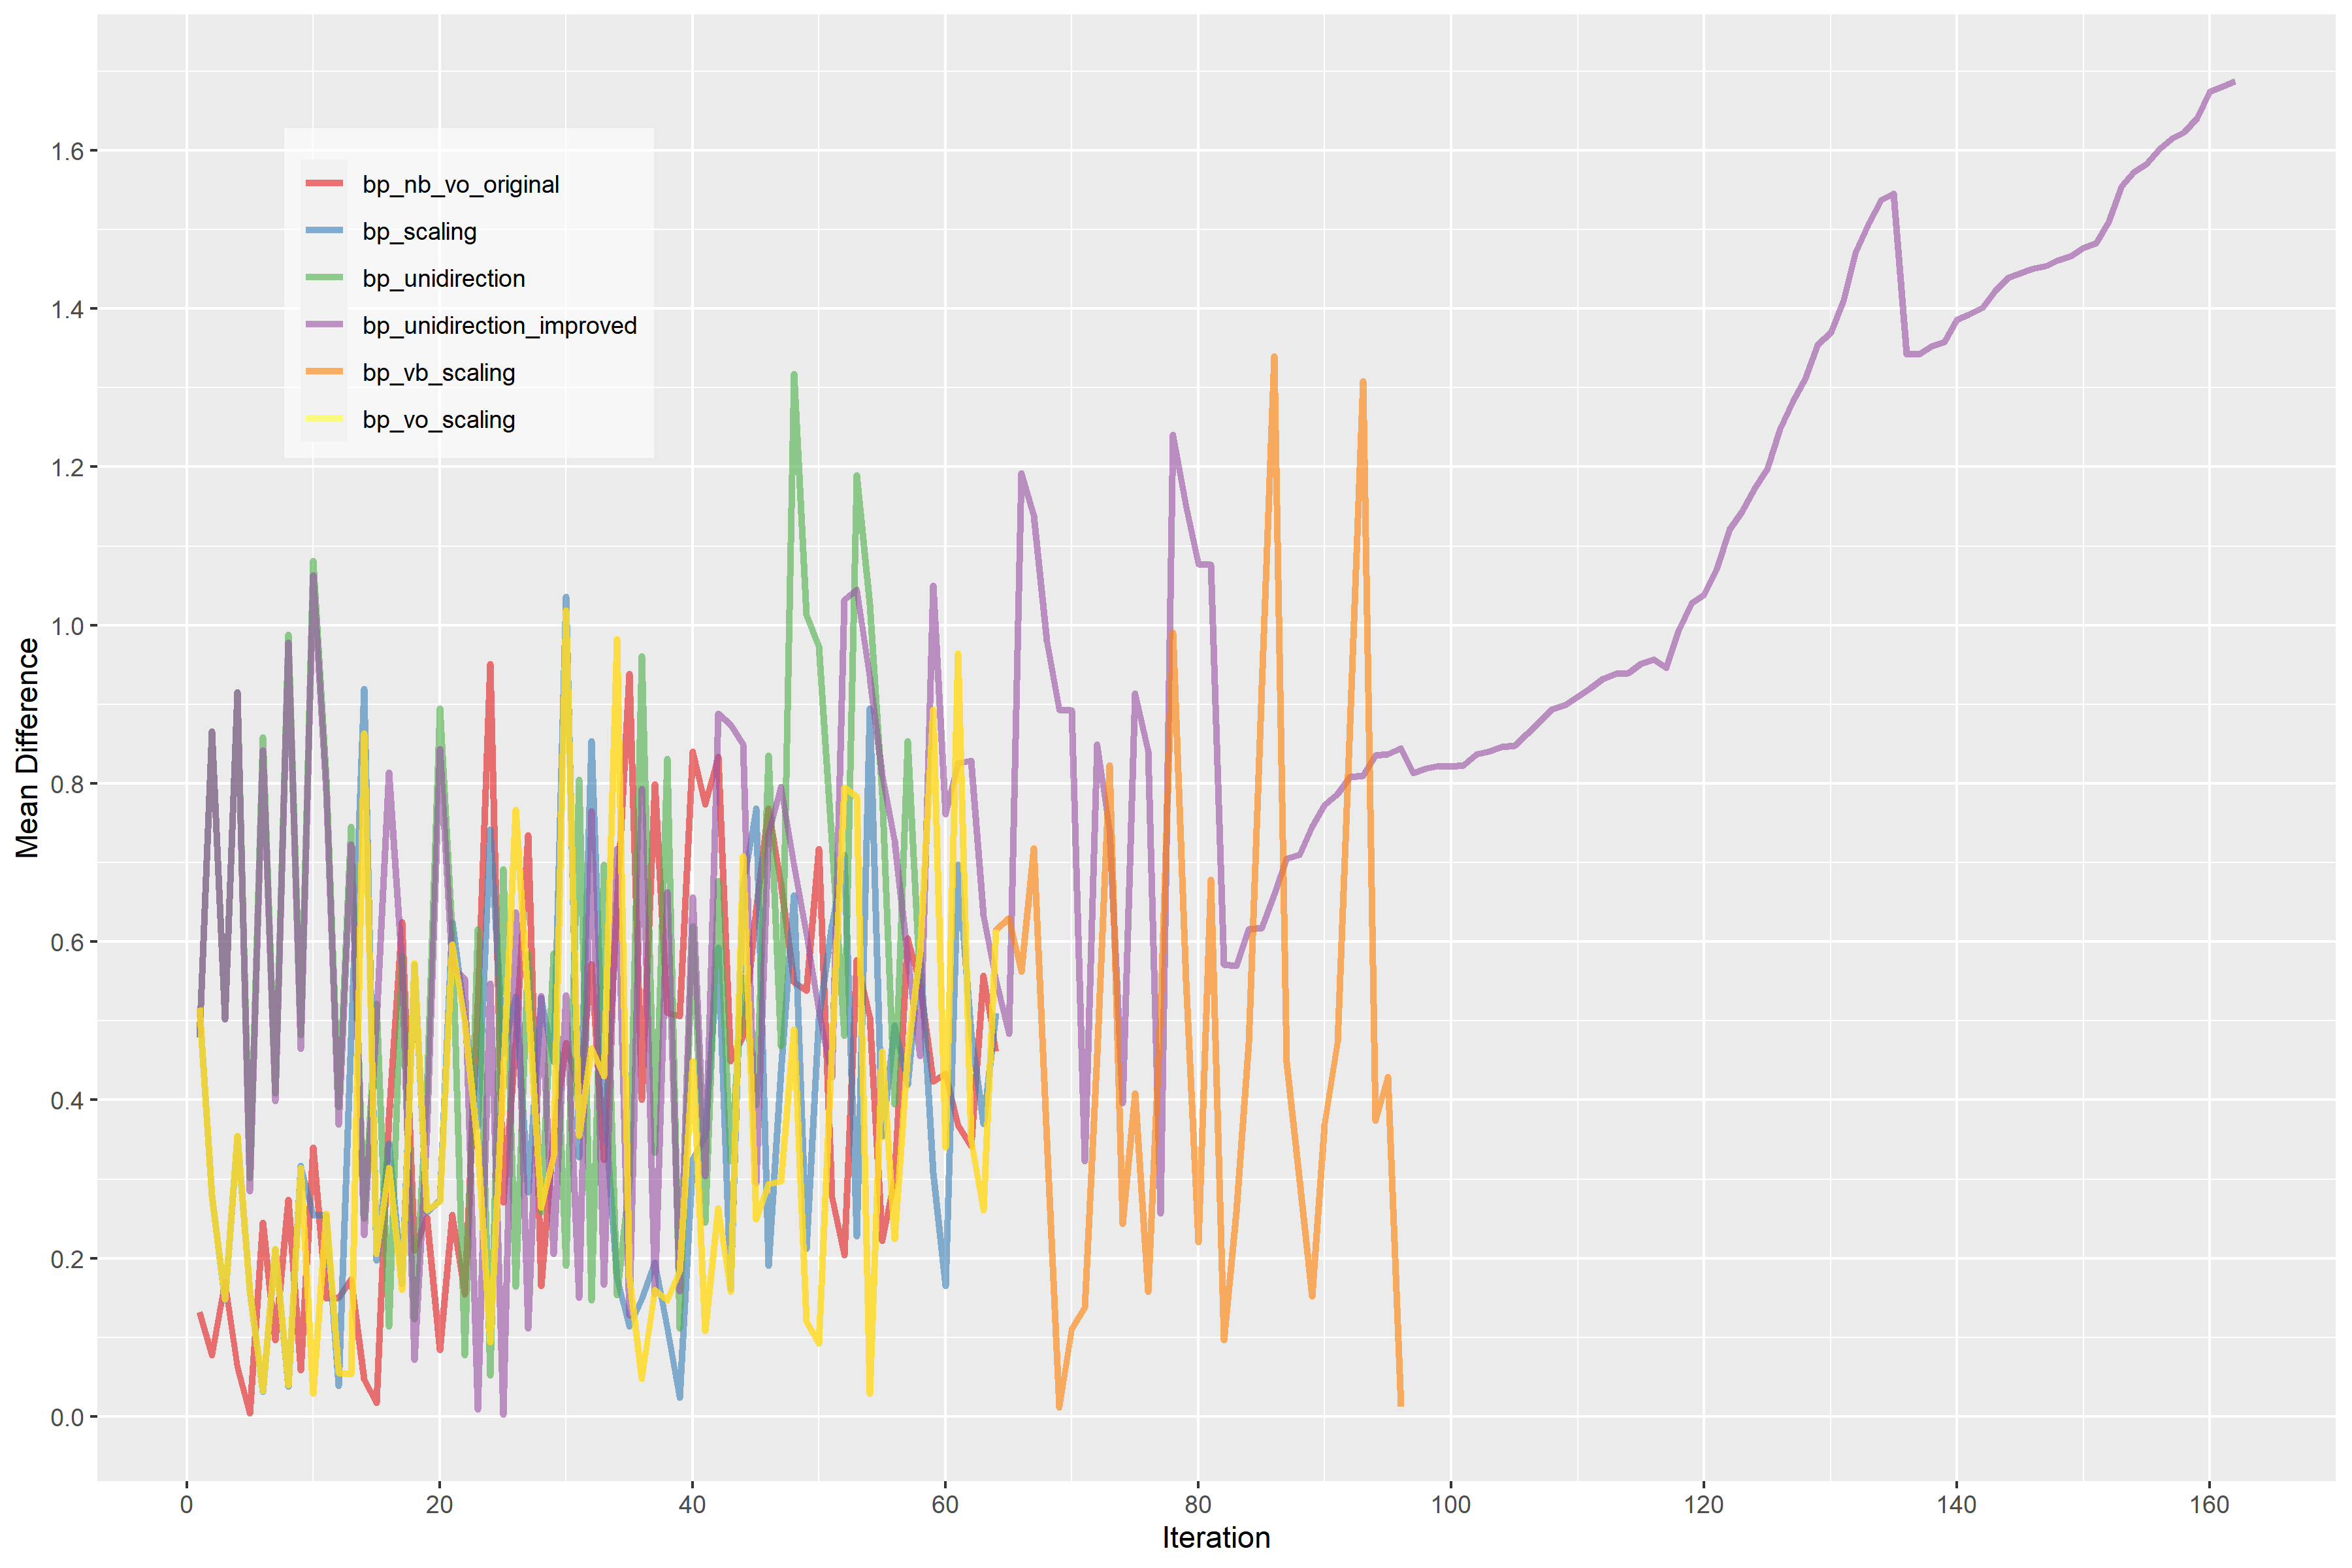 Mean Difference
1.6
1.4
1.2
1.0
0.8
0.6
0.4
0.2
0.0
bp_nb_vo_original
bp_scaling
bp_unidirection
bp_unidirection_improved
bp_vb_scaling
bp_vo_scaling
0 20 40 60 80 100 120 140 160
Iteration